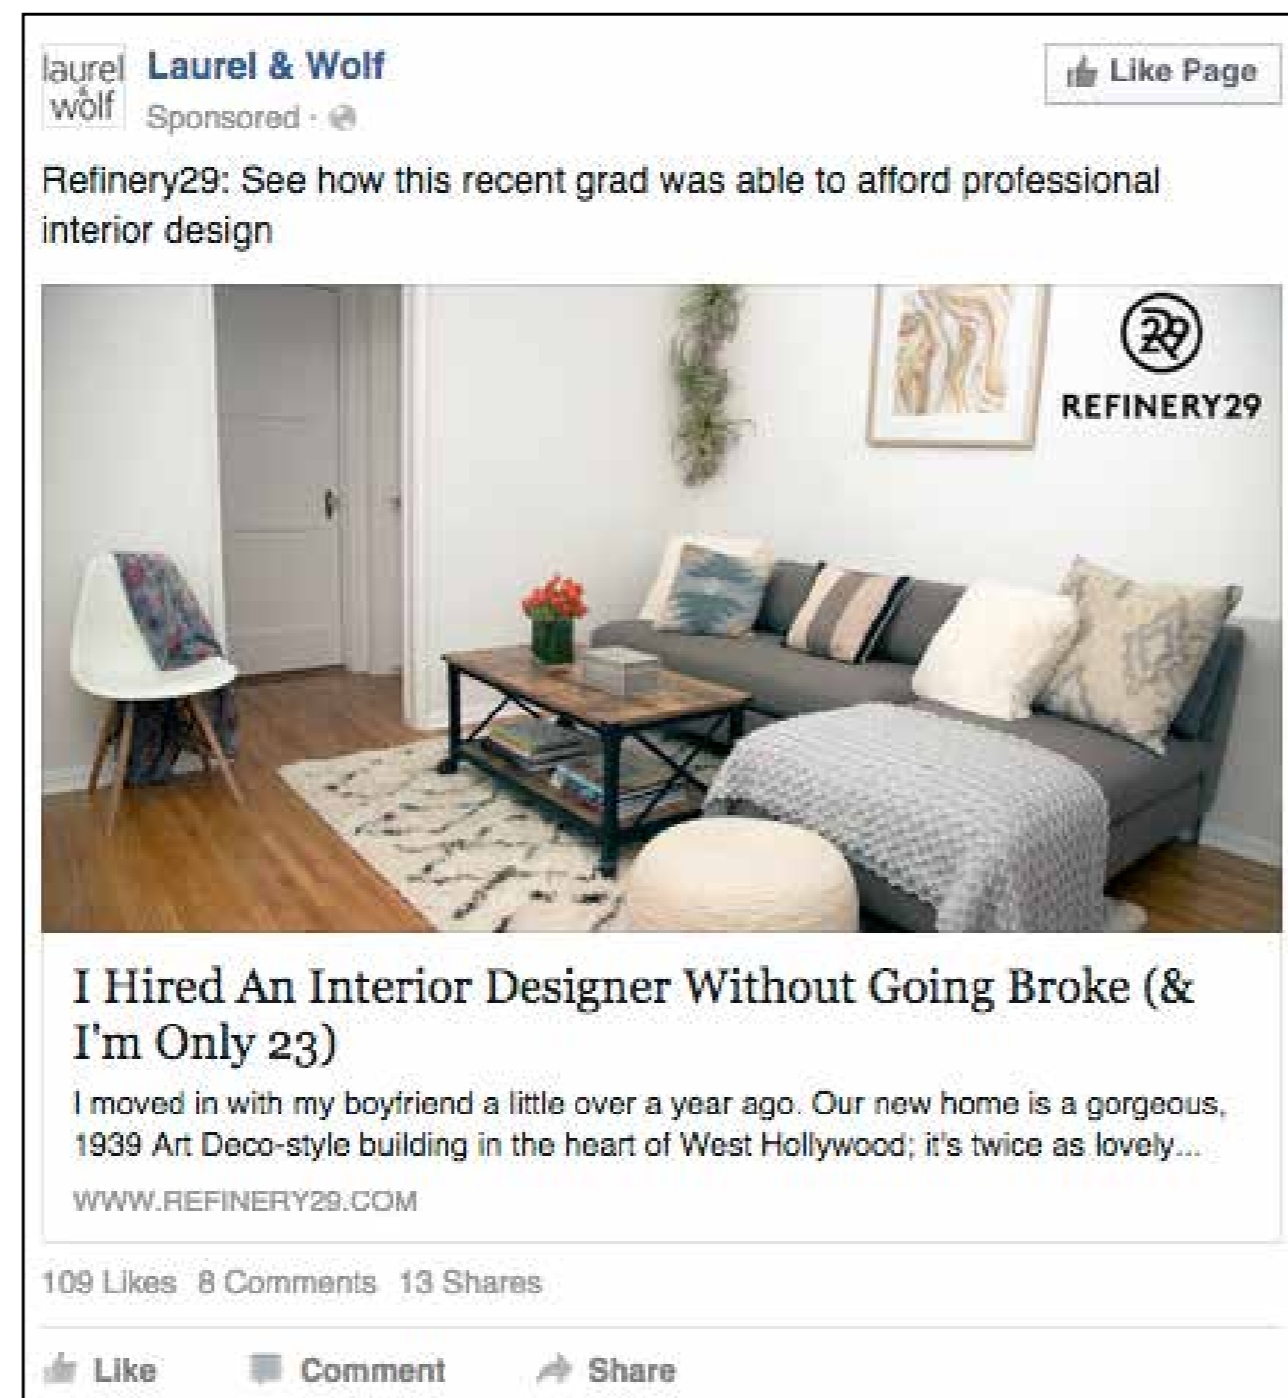 laurel
&
wolf
Laurel & Wolf
Sponsored ·
Like Page
Refinery29: See how this recent grad was able to afford professional
interior design
R29
REFINERY29
I Hired An Interior Designer Without Going Broke (&
I'm Only 23)
I moved in with my boyfriend a little over a year ago. Our new home is a gorgeous,
1939 Art Deco-style building in the heart of West Hollywood; it's twice as lovely...
WWW.REFINERY29.COM
109 Likes 8 Comments 13 Shares
Like Comment Share